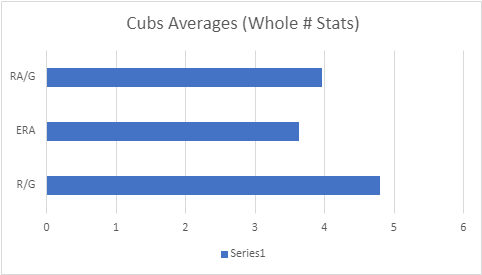 Cubs Averages (Whole # Stats)
RA/G
ERA
R/G
0 1 2 3 4 5 6
Series1